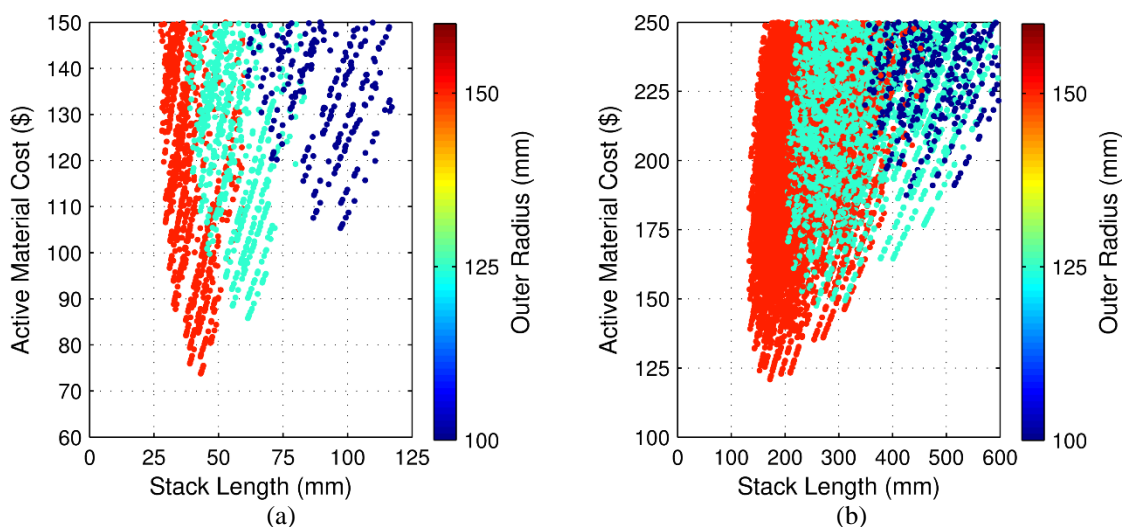 150
140
130
120
110
100
90
80
70
60
Active Material Cost ($)
0 25 50 75 100 125
Stack Length (mm)
(a)
150
125
100
Outer Radius (mm)
250
225
200
175
150
125
100
Active Material Cost ($)
0 100 200 300 400 500 600
Stack Length (mm)
(b)
150
125
100
Outer Radius (mm)